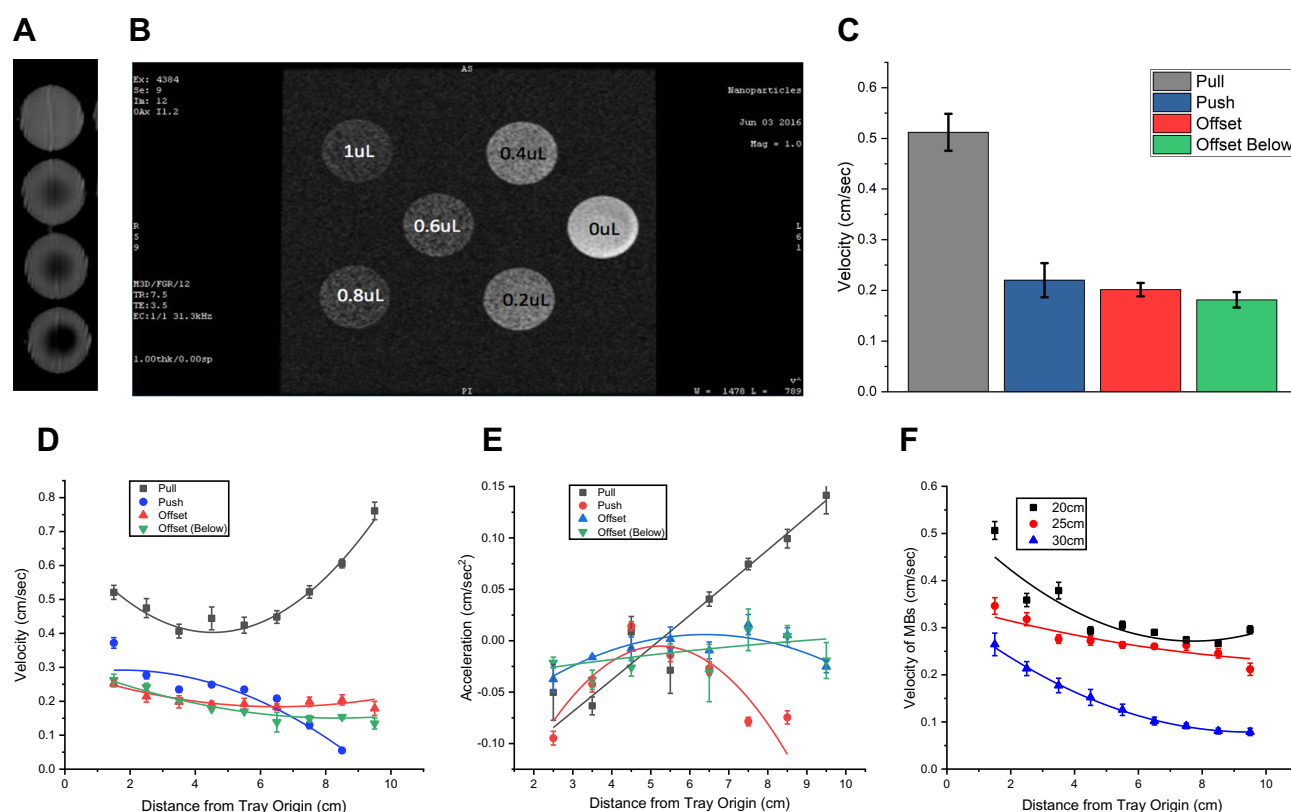 A
B
C
Ex: 4384
Se: 9
Im: 12
OAx I1.2
AS
Nanoparticles
Jun 03 2016
Mag = 1.0
1uL
0.4uL
0.6uL
0uL
0.8uL
0.2uL
R
5
9
L
6
1
M3D/FGR/12
TR:7.5
TE:3.5
EC:1/1 31.3kHz
1.00thk/0.00sp
PI
v^
W = 1478 L = 789
Pull
Push
Offset
Offset Below
Velocity (cm/sec)
0.6
0.5
0.4
0.3
0.2
0.1
0.0
D
E
F
Pull
Push
Offset
Offset (Below)
Velocity (cm/sec)
0.8
0.7
0.6
0.5
0.4
0.3
0.2
0.1
0.0
0 2 4 6 8 10
Distance from Tray Origin (cm)
Pull
Push
Offset
Offset (Below)
Acceleration (cm/sec²)
0.15
0.10
0.05
0.00
-0.05
-0.10
2 3 4 5 6 7 8 9 10
Distance from Tray Origin (cm)
20cm
25cm
30cm
Velocity of MBs (cm/sec)
0.6
0.5
0.4
0.3
0.2
0.1
0.0
0 2 4 6 8 10
Distance from Tray Origin (cm)